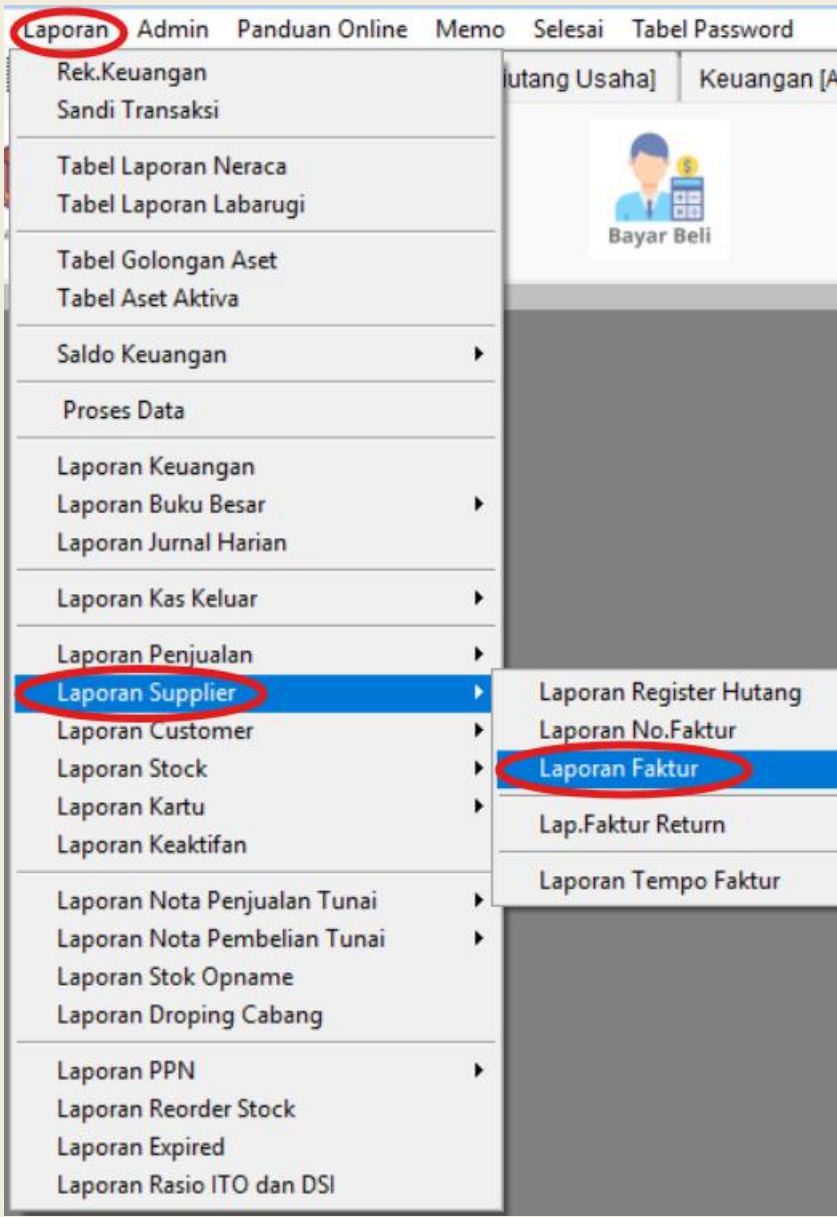 Laporan Admin Panduan Online Memo Selesai Tabel Password
utang Usaha] Keuangan [A
Bayar Beli
Rek.Keuangan
Sandi Transaksi
Tabel Laporan Neraca
Tabel Laporan Labarugi
Tabel Golongan Aset
Tabel Aset Aktiva
Saldo Keuangan
Proses Data
Laporan Keuangan
Laporan Buku Besar
Laporan Jurnal Harian
Laporan Kas Keluar
Laporan Penjualan
Laporan Supplier
Laporan Customer
Laporan Stock
Laporan Kartu
Laporan Keaktifan
Laporan Nota Penjualan Tunai
Laporan Nota Pembelian Tunai
Laporan Stok Opname
Laporan Droping Cabang
Laporan PPN
Laporan Reorder Stock
Laporan Expired
Laporan Rasio ITO dan DSI
Laporan Register Hutang
Laporan No.Faktur
Laporan Faktur
Lap.Faktur Return
Laporan Tempo Faktur